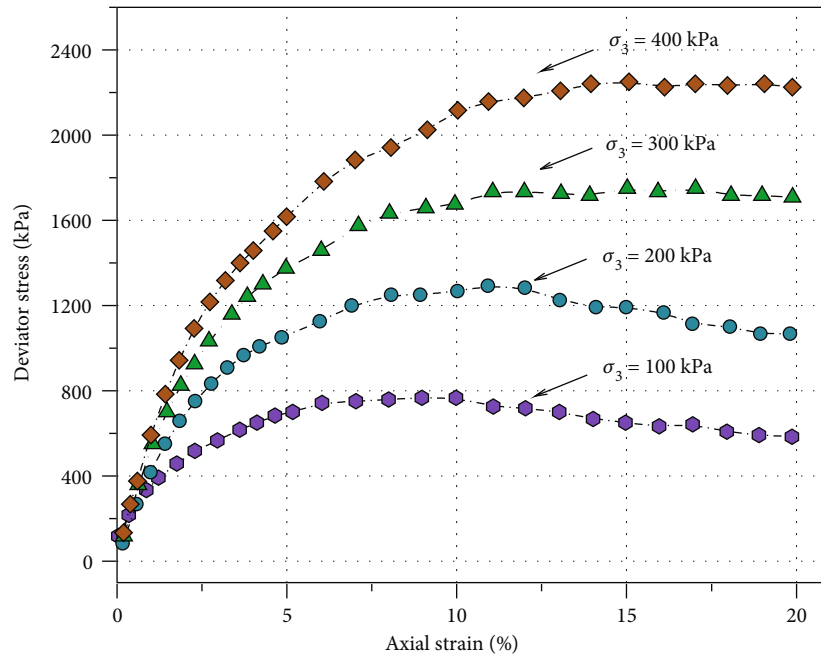 2400
2000
1600
1200
800
400
0
Deviator stress (kPa)
σ3 = 400 kPa
σ3 = 300 kPa
σ3 = 200 kPa
σ3 = 100 kPa
0 5 10 15 20
Axial strain (%)